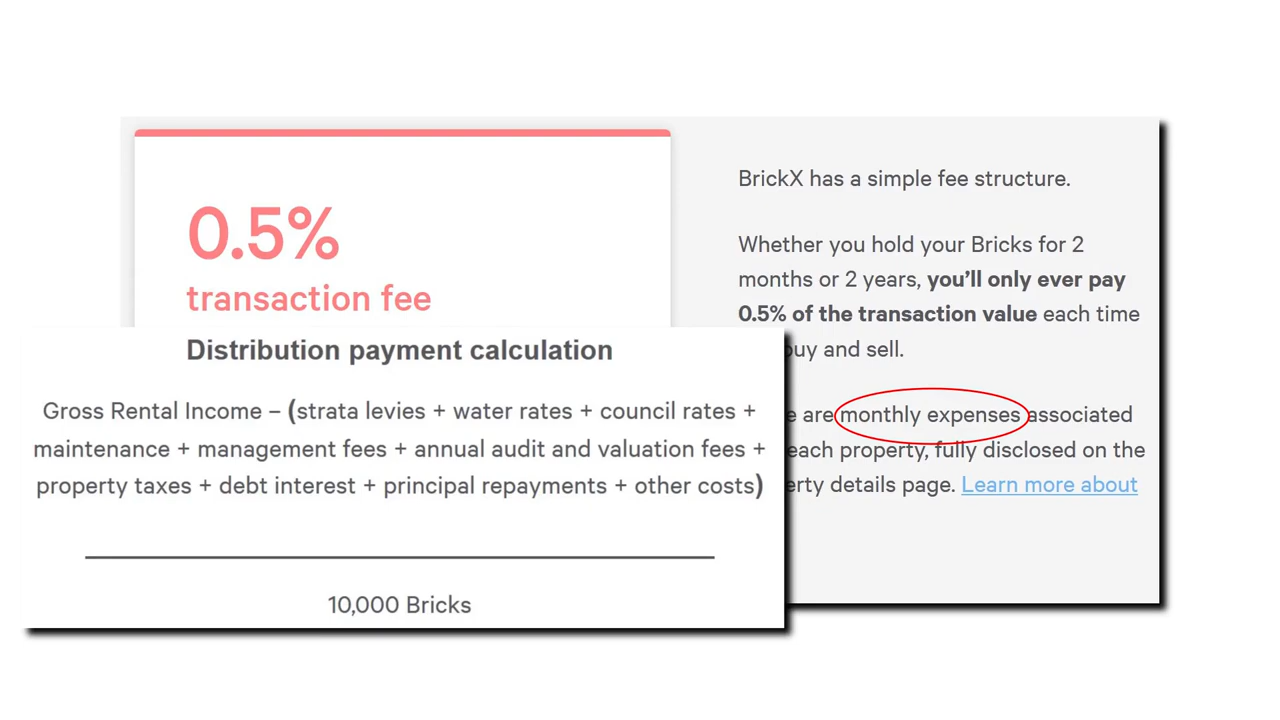 0.5%
transaction fee
BrickX has a simple fee structure.
Whether you hold your Bricks for 2
months or 2 years, you'll only ever pay
0.5% of the transaction value each time
buy and sell.
are monthly expenses associated
each property, fully disclosed on the
details page. Learn more about
Distribution payment calculation
Gross Rental Income – (strata levies + water rates + council rates +
maintenance + management fees + annual audit and valuation fees +
property taxes + debt interest + principal repayments + other costs)
10,000 Bricks